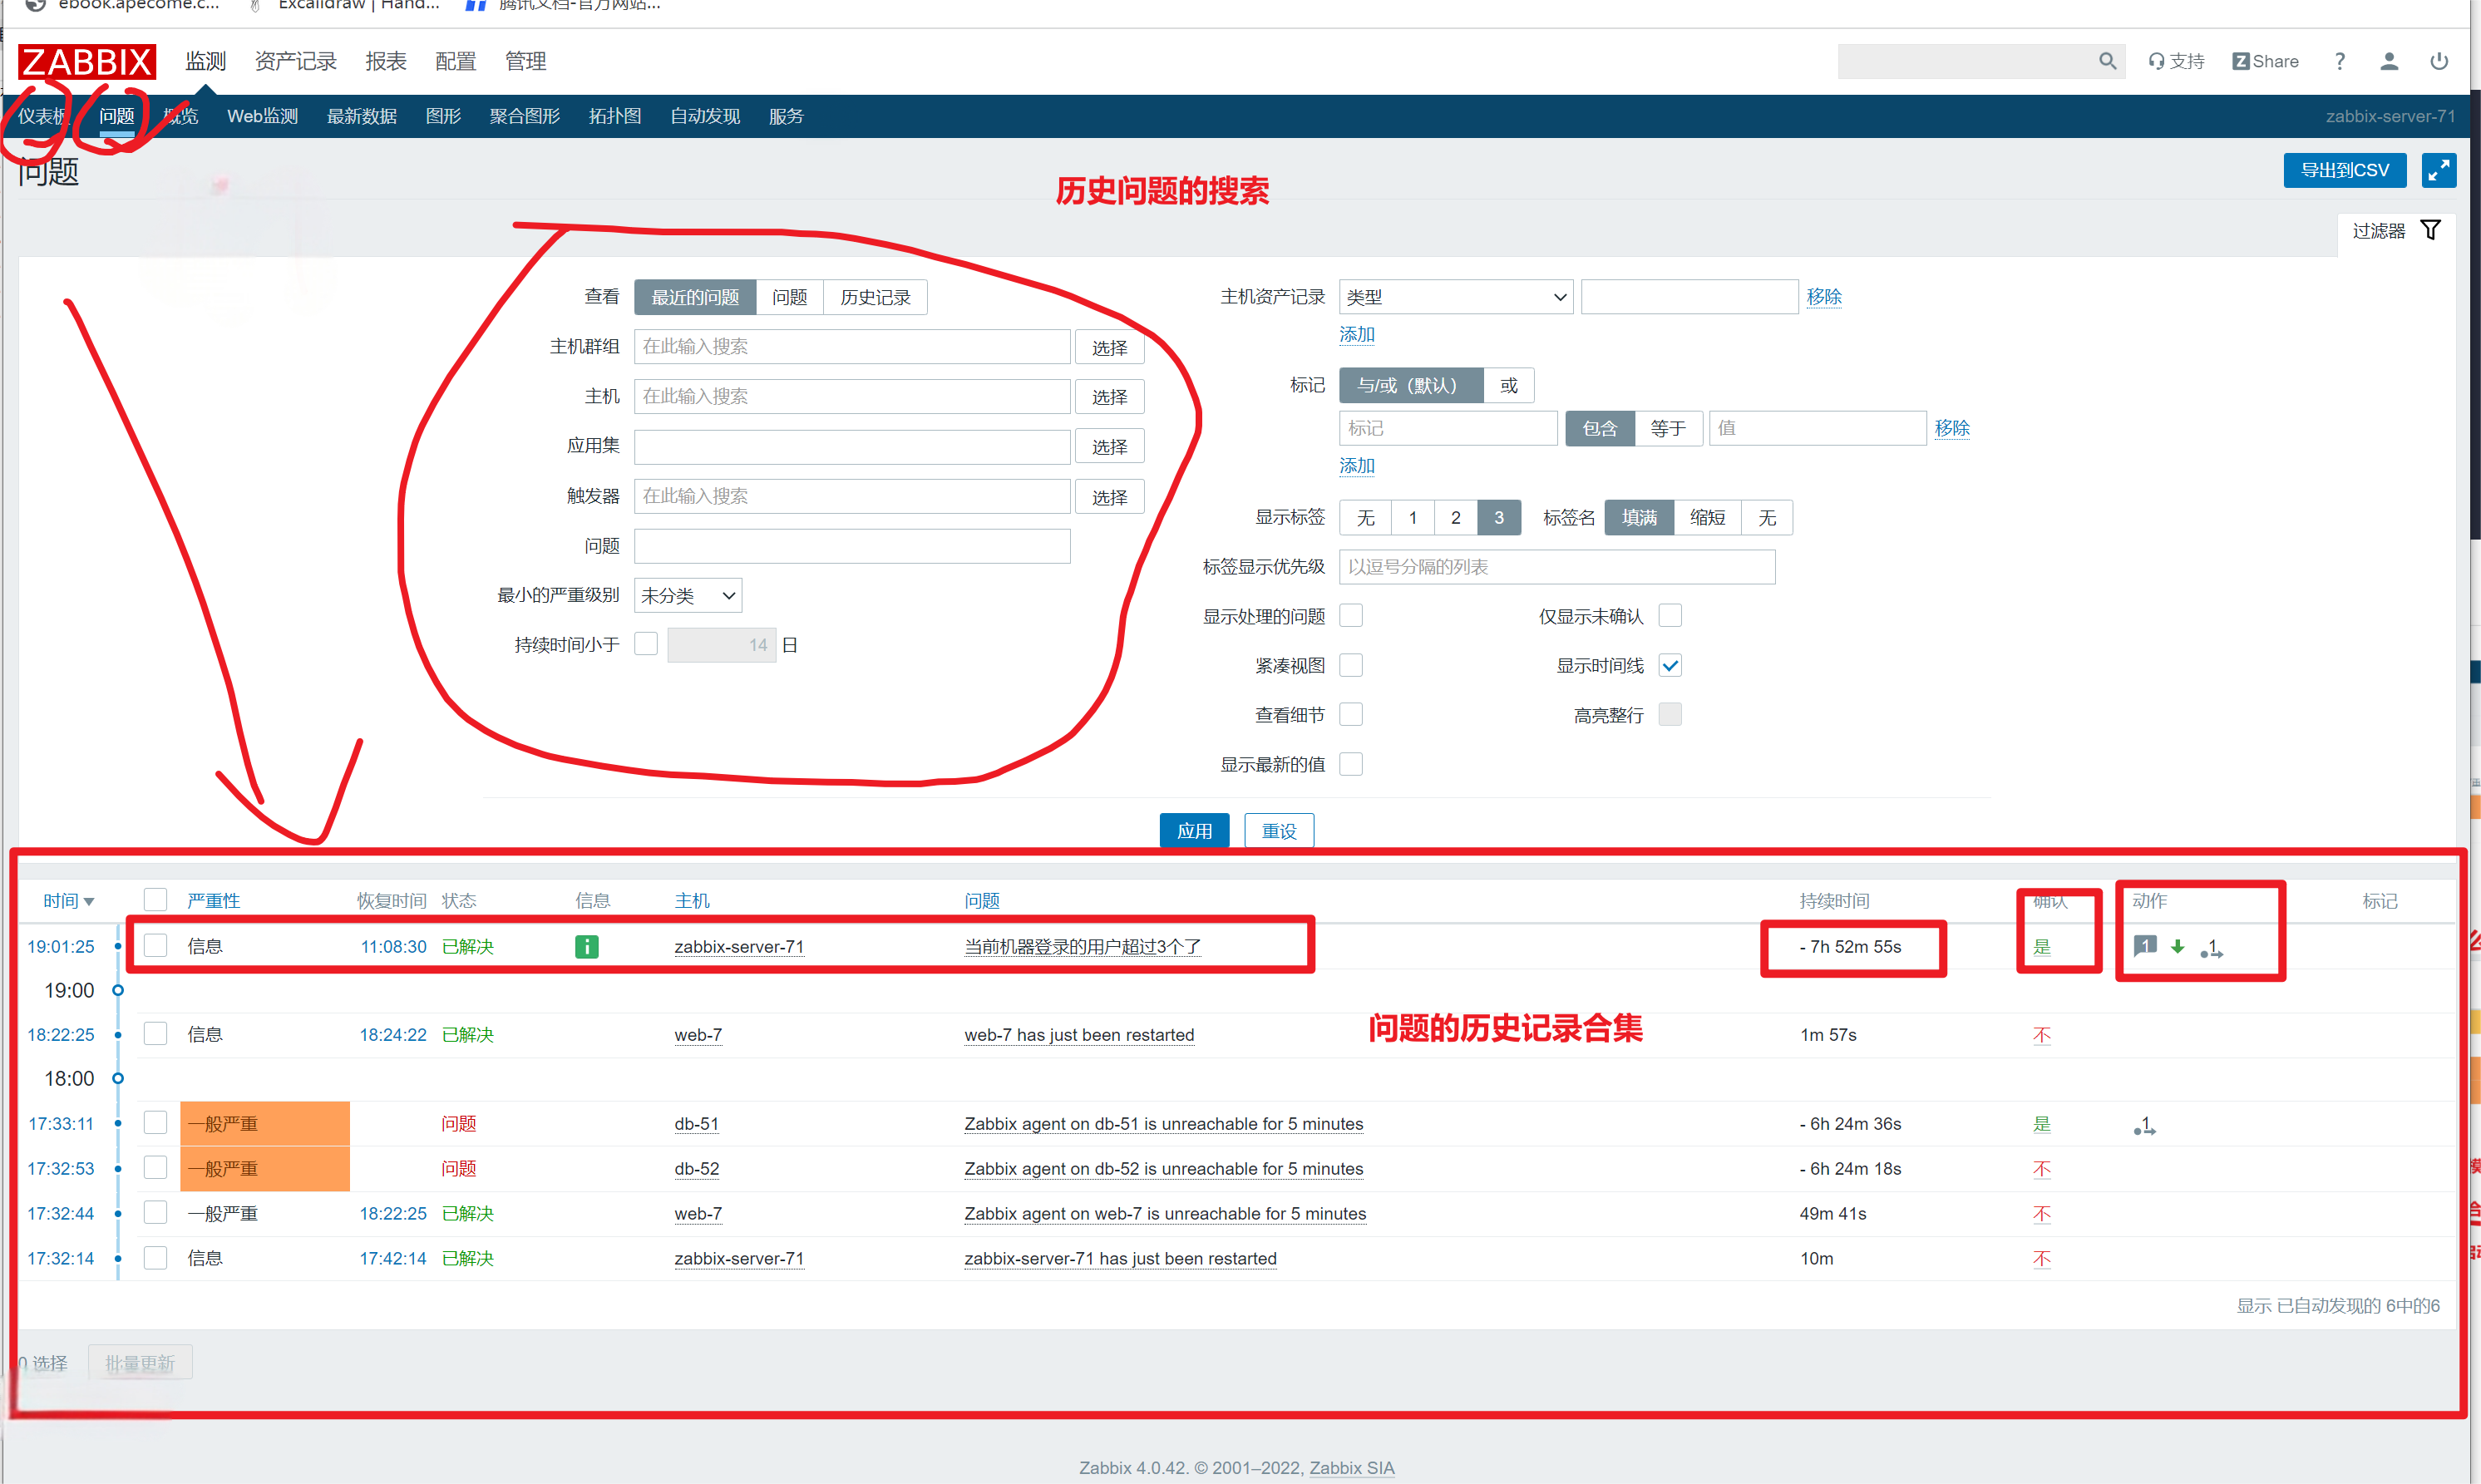 ebook.apecome.c... Excalidraw | Hand... 腾讯文档-官方网站...
ZABBIX 监测 资产记录 报表 配置 管理 支持 Z Share ?
仪表板 问题 概览 Web监测 最新数据 图形 聚合图形 拓扑图 自动发现 服务 zabbix-server-71
问题 导出到CSV
历史问题的搜索
过滤器
查看 最近的问题 问题 历史记录 主机资产记录 类型 移除
添加
主机群组 在此输入搜索 选择
主机 在此输入搜索 选择 标记 与/或（默认） 或
标记 包含 等于 值 移除
应用集 选择 添加
触发器 在此输入搜索 选择
显示标签 无 1 2 3 标签名 填满 缩短 无
问题
标签显示优先级 以逗号分隔的列表
最小的严重级别 未分类
显示处理的问题 仅显示未确认
持续时间小于 14 日
紧凑视图 显示时间线
查看细节 高亮整行
显示最新的值
应用 重设
时间 严重性 恢复时间 状态 信息 主机 问题 持续时间 确认 动作 标记
19:01:25 信息 11:08:30 已解决 i zabbix-server-71 当前机器登录的用户超过3个了 - 7h 52m 55s 是 1 1
19:00
问题的历史记录合集
18:22:25 信息 18:24:22 已解决 web-7 web-7 has just been restarted 1m 57s 不
18:00
17:33:11 一般严重 问题 db-51 Zabbix agent on db-51 is unreachable for 5 minutes - 6h 24m 36s 是 1
17:32:53 一般严重 问题 db-52 Zabbix agent on db-52 is unreachable for 5 minutes - 6h 24m 18s 不
17:32:44 一般严重 18:22:25 已解决 web-7 Zabbix agent on web-7 is unreachable for 5 minutes 49m 41s 不
17:32:14 信息 17:42:14 已解决 zabbix-server-71 zabbix-server-71 has just been restarted 10m 不
显示 已自动发现的 6中的6
0 选择 批量更新
Zabbix 4.0.42. © 2001–2022, Zabbix SIA